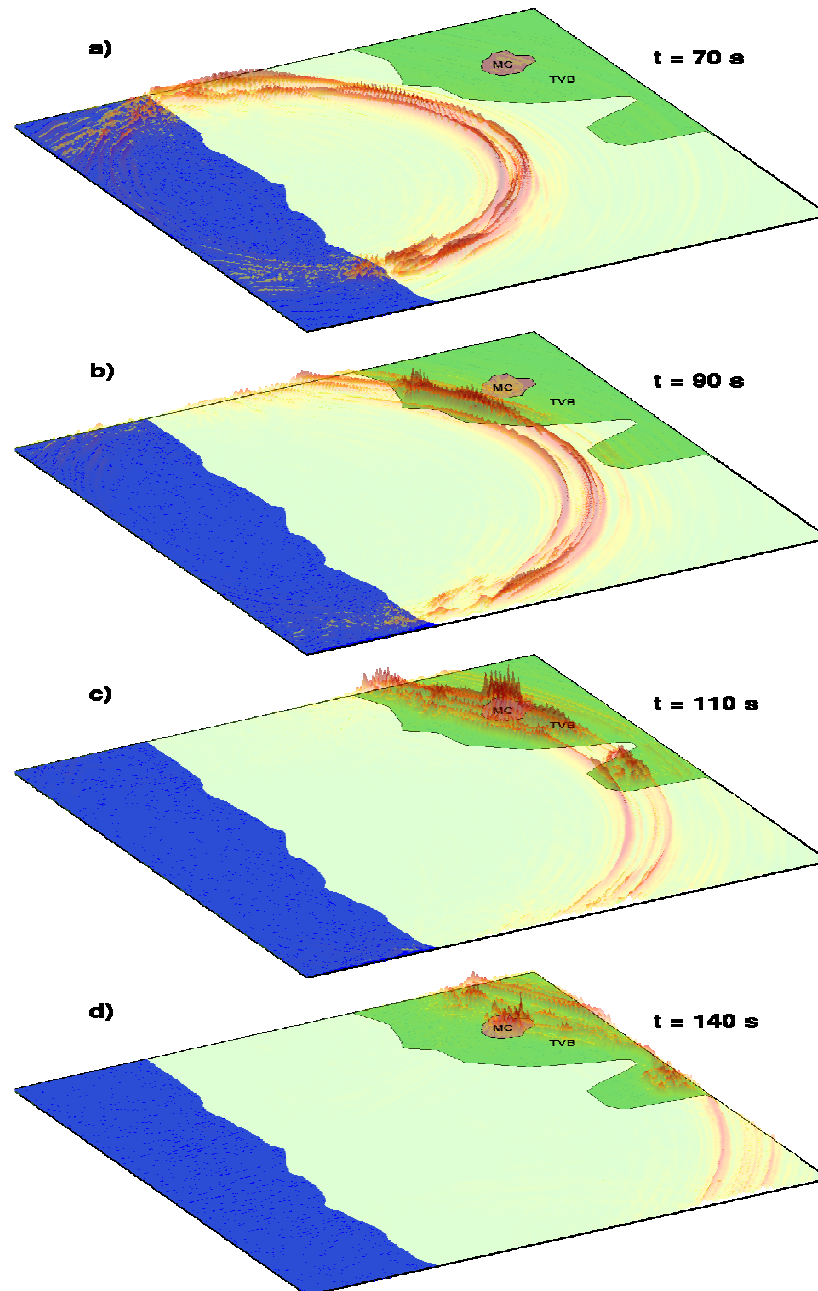 a)
t = 70 s
MC
TVB
b)
t = 90 s
MC
TVB
c)
t = 110 s
MC
TVB
d)
t = 140 s
MC
TVB